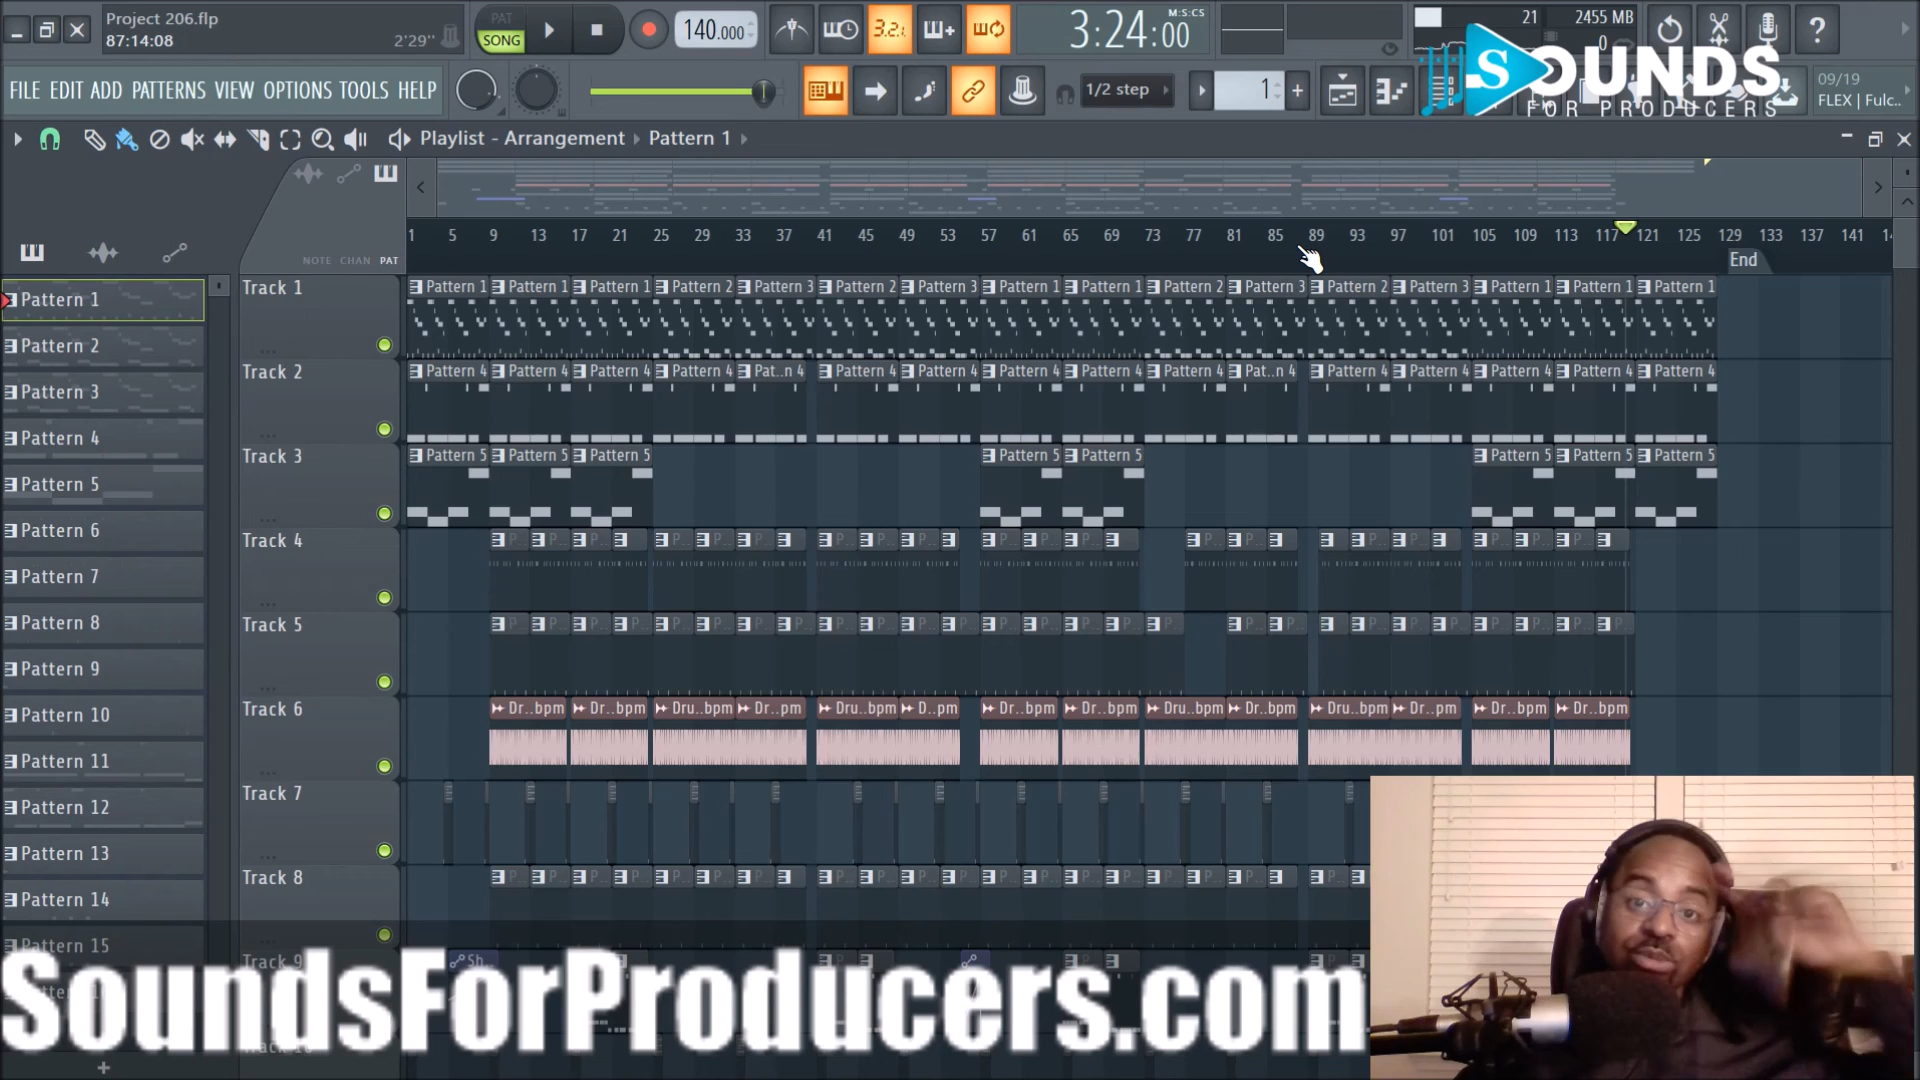 Project 206.flp
87:14:08
2'29''
PAT
SONG
140.000
3.2.
3:24:00
M:S:CS
21
2455 MB
0
?
SOUNDS
FOR PRODUCERS
FILE EDIT ADD PATTERNS VIEW OPTIONS TOOLS HELP
1/2 step
1
+
09/19
FLEX | Fulc..
Playlist - Arrangement
Pattern 1
1 5 9 13 17 21 25 29 33 37 41 45 49 53 57 61 65 69 73 77 81 85 89 93 97 101 105 109 113 117 121 125 129 133 137 141
NOTE CHAN PAT
End
Pattern 1
Pattern 2
Pattern 3
Pattern 4
Pattern 5
Pattern 6
Pattern 7
Pattern 8
Pattern 9
Pattern 10
Pattern 11
Pattern 12
Pattern 13
Pattern 14
Pattern 15
+
Track 1
Pattern 1 Pattern 1 Pattern 1 Pattern 2 Pattern 3 Pattern 2 Pattern 3 Pattern 1 Pattern 1 Pattern 2 Pattern 3 Pattern 2 Pattern 3 Pattern 1 Pattern 1 Pattern 1
Track 2
Pattern 4 Pattern 4 Pattern 4 Pattern 4 Pat..n 4 Pattern 4 Pattern 4 Pattern 4 Pattern 4 Pattern 4 Pat..n 4 Pattern 4 Pattern 4 Pattern 4 Pattern 4 Pattern 4
Track 3
Pattern 5 Pattern 5 Pattern 5 Pattern 5 Pattern 5 Pattern 5 Pattern 5 Pattern 5
Track 4
Track 5
Track 6
Dr..bpm Dr..bpm Dru..bpm Dr..pm Dru..bpm D..pm Dr..bpm Dr..bpm Dru..bpm Dr..bpm Dru..bpm Dr..pm Dr..bpm Dr..bpm
Track 7
Track 8
Track 9
Sh..
SoundsForProducers.com